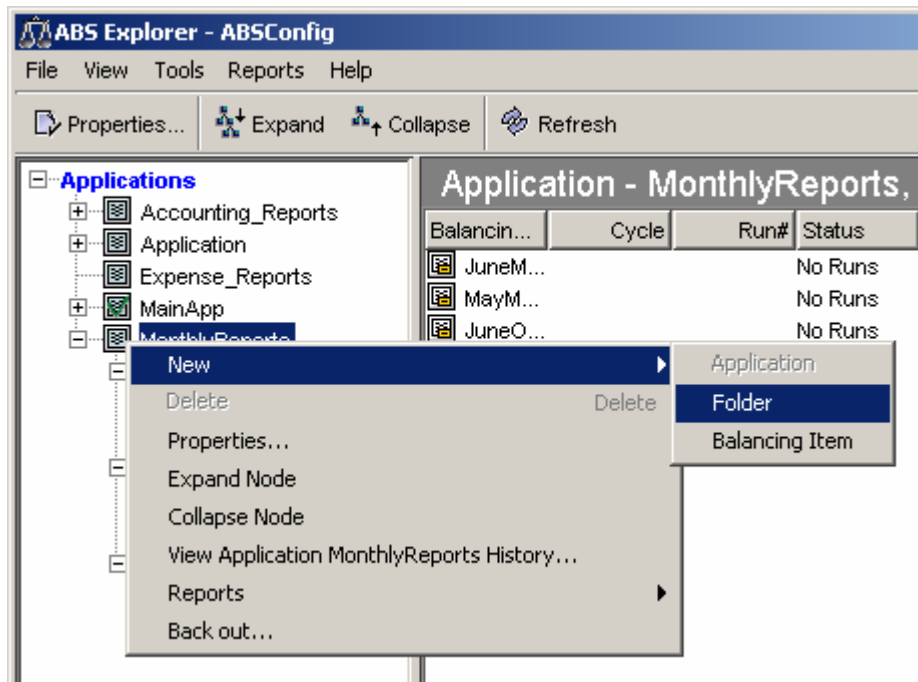 ABS Explorer - ABSConfig
File View Tools Reports Help
Properties... Expand Collapse Refresh
Applications
Accounting_Reports
Application
Expense_Reports
MainApp
MonthlyReports
Application - MonthlyReports,
Balancin... Cycle Run# Status
JuneM... No Runs
MayM... No Runs
JuneO... No Runs
New
Delete Delete
Properties...
Expand Node
Collapse Node
View Application MonthlyReports History...
Reports
Back out...
Application
Folder
Balancing Item